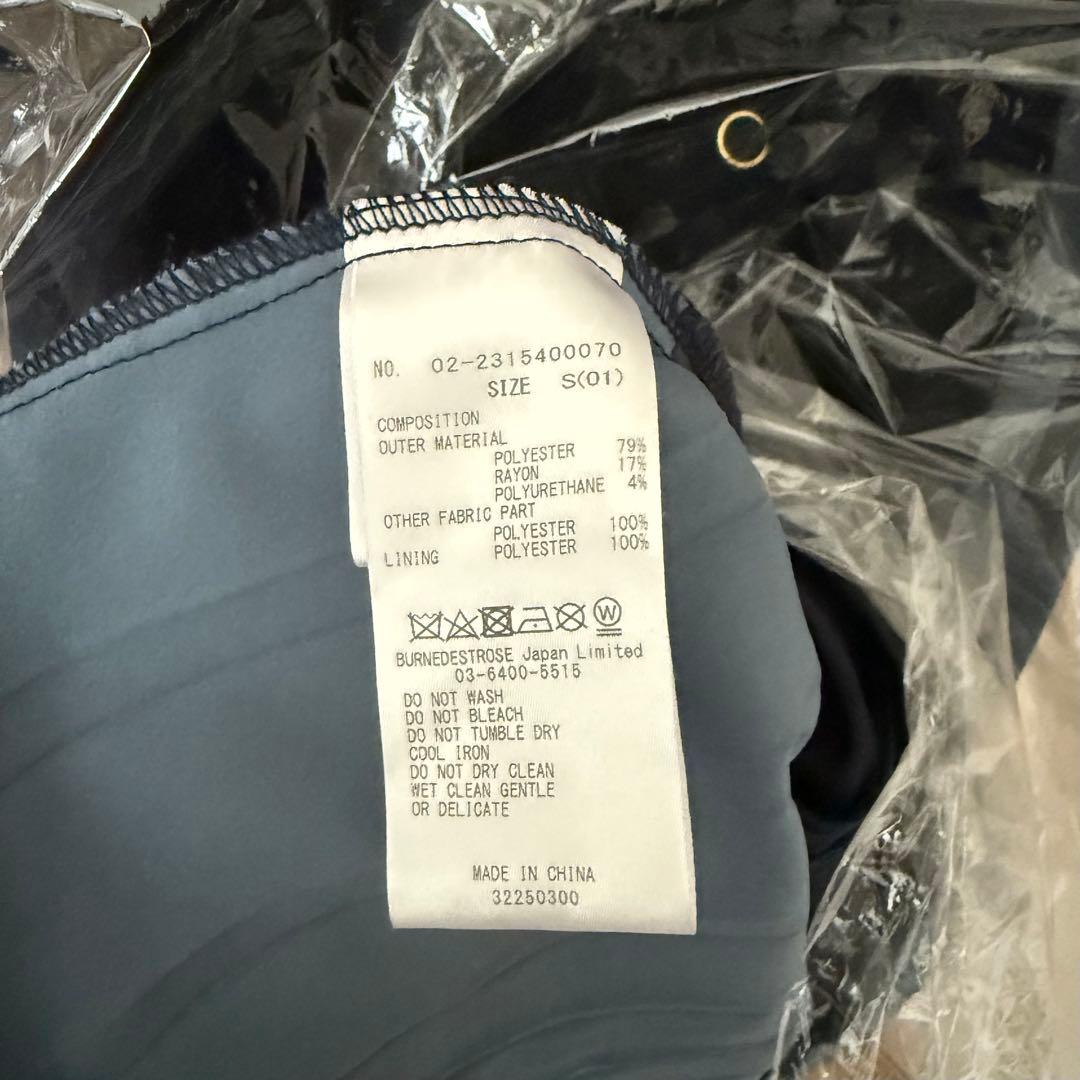 NO. 02-2315400070
SIZE S(01)
COMPOSITION
OUTER MATERIAL
POLYESTER 79%
RAYON 17%
POLYURETHANE 4%
OTHER FABRIC PART
POLYESTER 100%
LINING POLYESTER 100%
W
BURNEDESTROSE Japan Limited
03-6400-5515
DO NOT WASH
DO NOT BLEACH
DO NOT TUMBLE DRY
COOL IRON
DO NOT DRY CLEAN
WET CLEAN GENTLE
OR DELICATE
MADE IN CHINA
32250300